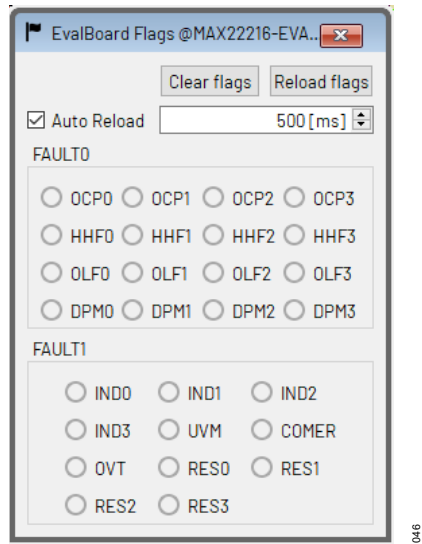 EvalBoard Flags @MAX22216-EVA..
Clear flags Reload flags
Auto Reload 500 [ms]
FAULT0
OCP0 OCP1 OCP2 OCP3
HHF0 HHF1 HHF2 HHF3
OLF0 OLF1 OLF2 OLF3
DPM0 DPM1 DPM2 DPM3
FAULT1
IND0 IND1 IND2
IND3 UVM COMER
OVT RES0 RES1
RES2 RES3
046